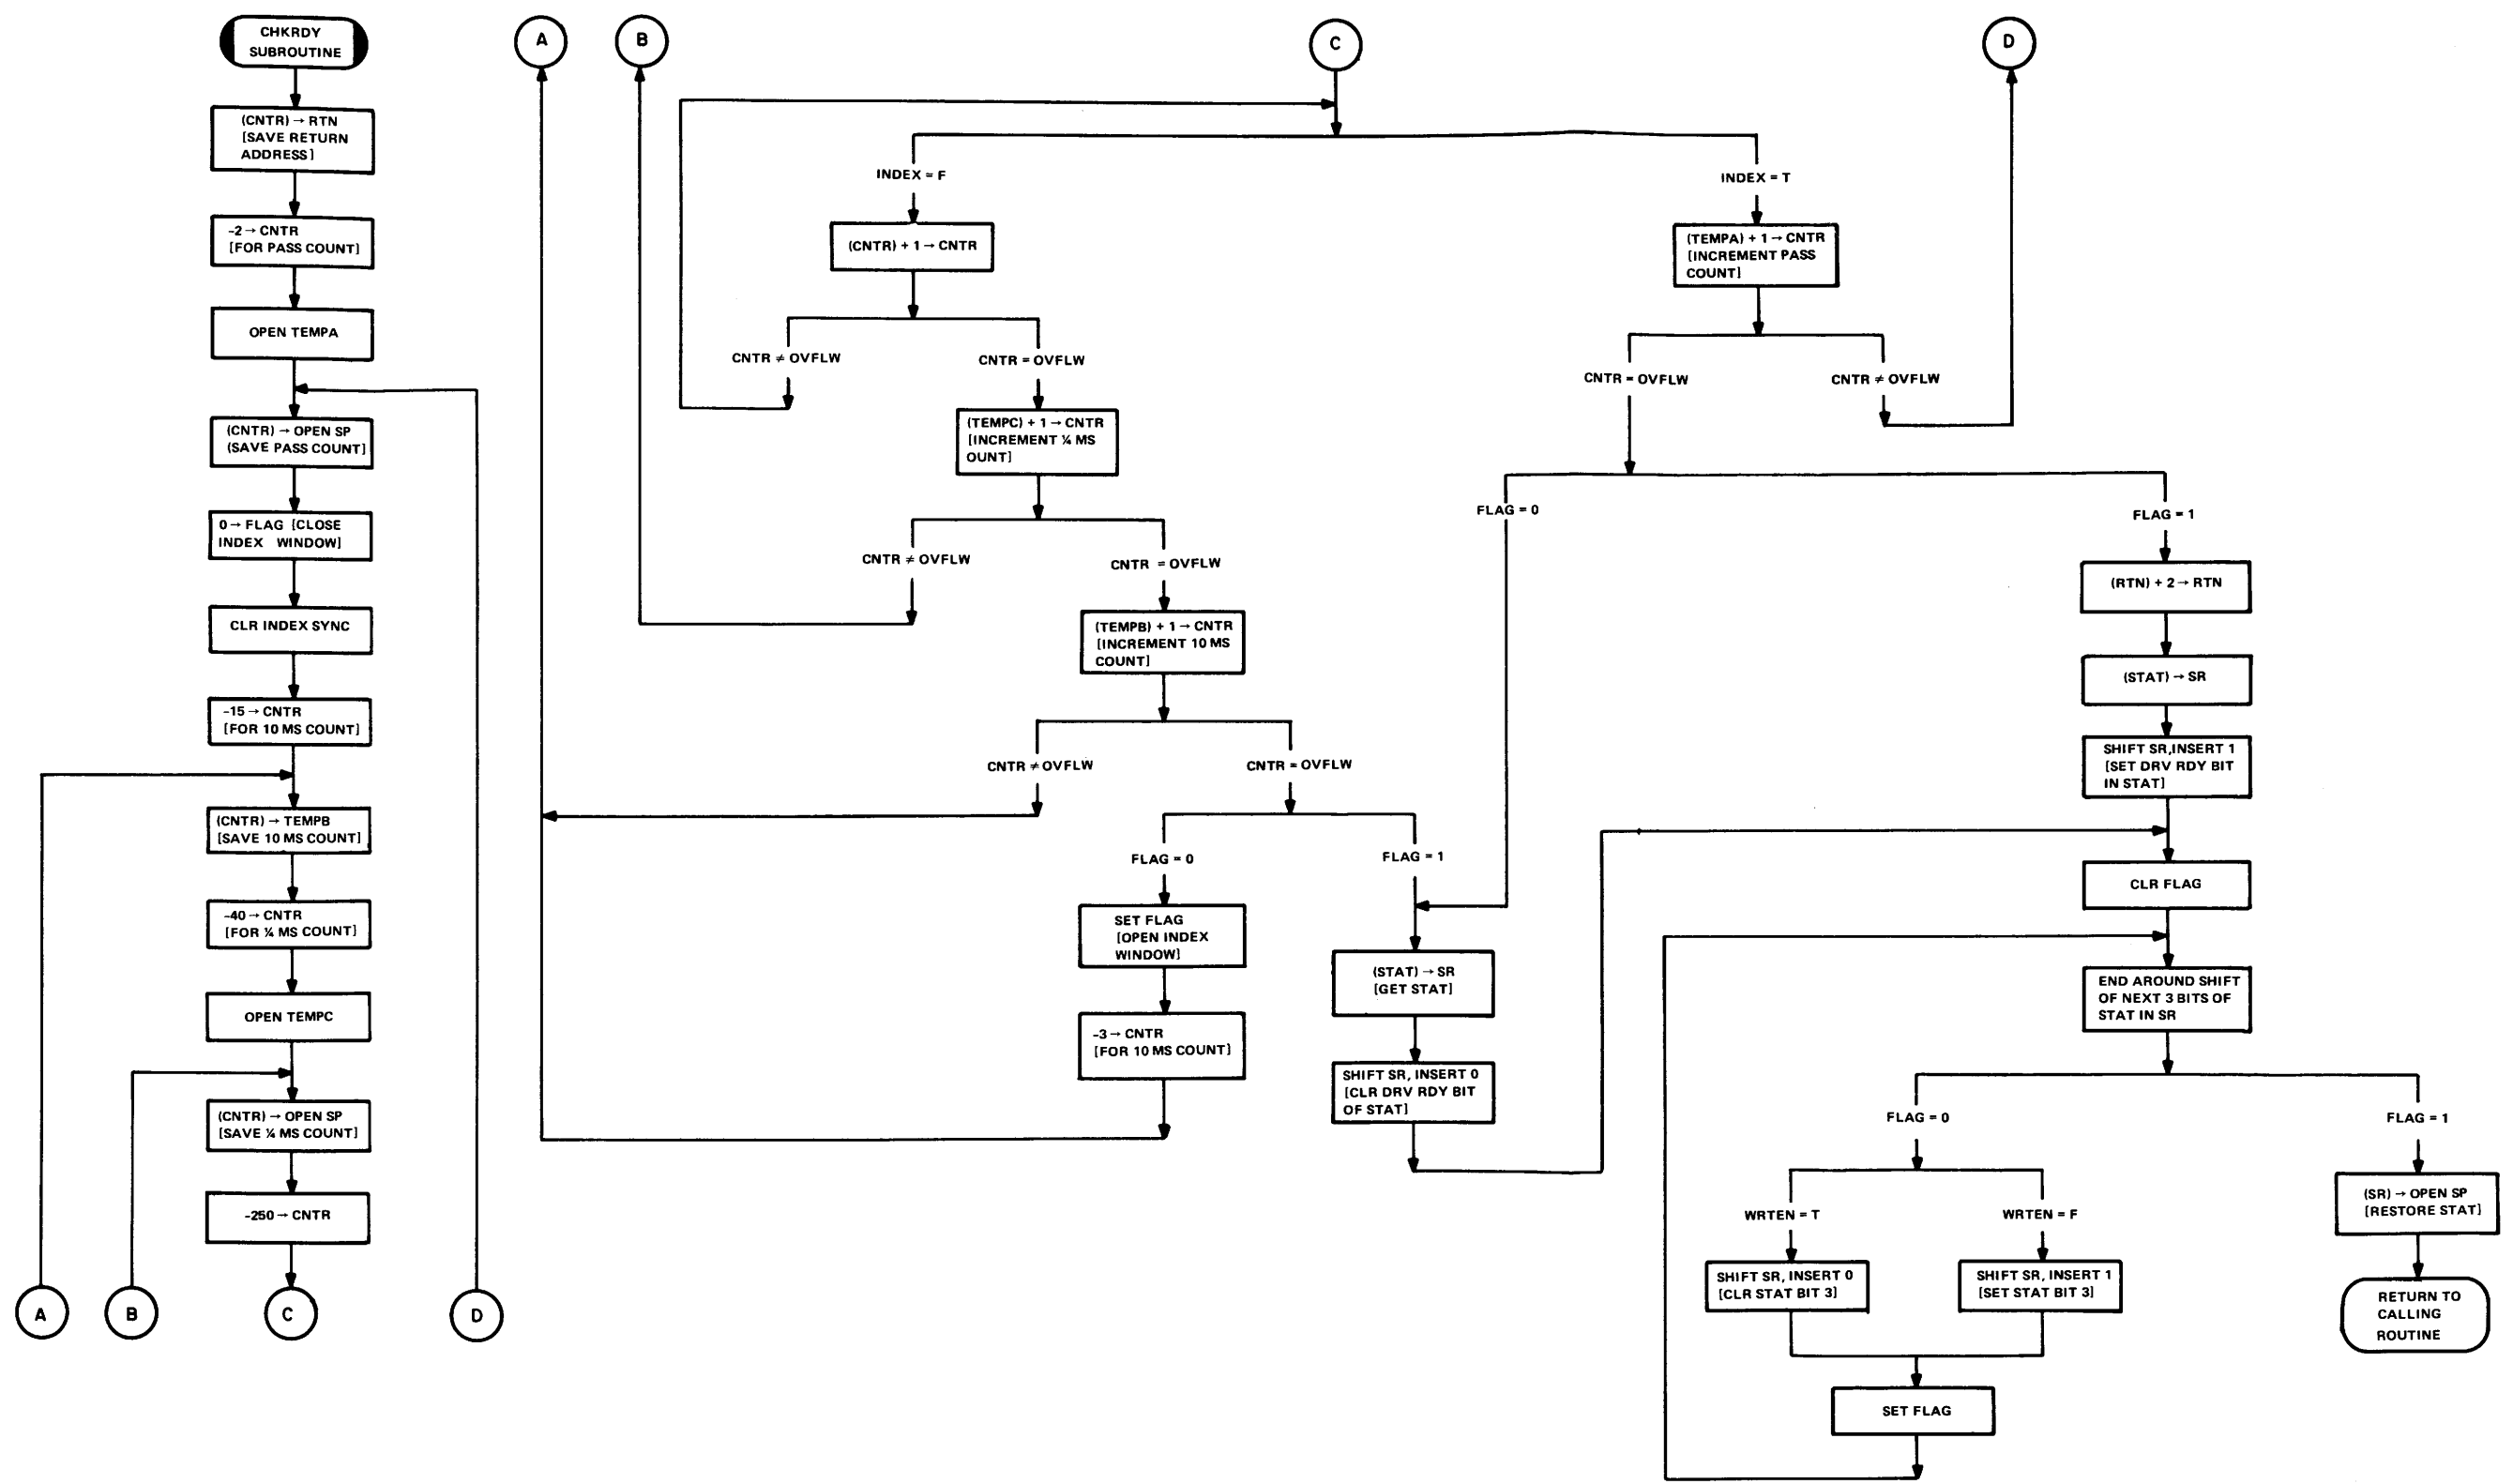 CHKRDY
SUBROUTINE
(CNTR) → RTN
[SAVE RETURN
ADDRESS]
-2 → CNTR
[FOR PASS COUNT]
OPEN TEMPA
(CNTR) → OPEN SP
(SAVE PASS COUNT]
0 → FLAG [CLOSE
INDEX WINDOW]
CLR INDEX SYNC
-15 → CNTR
[FOR 10 MS COUNT]
(CNTR) → TEMPB
[SAVE 10 MS COUNT]
-40 → CNTR
[FOR ¼ MS COUNT]
OPEN TEMPC
(CNTR) → OPEN SP
[SAVE ¼ MS COUNT]
-250 → CNTR
A
B
C
D
A
B
C
D
INDEX = F
(CNTR) + 1 → CNTR
CNTR ≠ OVFLW
CNTR = OVFLW
(TEMPC) + 1 → CNTR
[INCREMENT ¼ MS
OUNT]
CNTR ≠ OVFLW
CNTR = OVFLW
(TEMPB) + 1 → CNTR
[INCREMENT 10 MS
COUNT]
CNTR ≠ OVFLW
CNTR = OVFLW
FLAG = 0
FLAG = 1
SET FLAG
[OPEN INDEX
WINDOW]
-3 → CNTR
[FOR 10 MS COUNT]
(STAT) → SR
[GET STAT]
SHIFT SR, INSERT 0
[CLR DRV RDY BIT
OF STAT]
INDEX = T
(TEMPA) + 1 → CNTR
[INCREMENT PASS
COUNT]
CNTR = OVFLW
CNTR ≠ OVFLW
FLAG = 0
FLAG = 1
(RTN) + 2 → RTN
(STAT) → SR
SHIFT SR,INSERT 1
[SET DRV RDY BIT
IN STAT]
CLR FLAG
END AROUND SHIFT
OF NEXT 3 BITS OF
STAT IN SR
FLAG = 0
FLAG = 1
WRTEN = T
WRTEN = F
SHIFT SR, INSERT 0
[CLR STAT BIT 3]
SHIFT SR, INSERT 1
[SET STAT BIT 3]
SET FLAG
(SR) → OPEN SP
[RESTORE STAT]
RETURN TO
CALLING
ROUTINE